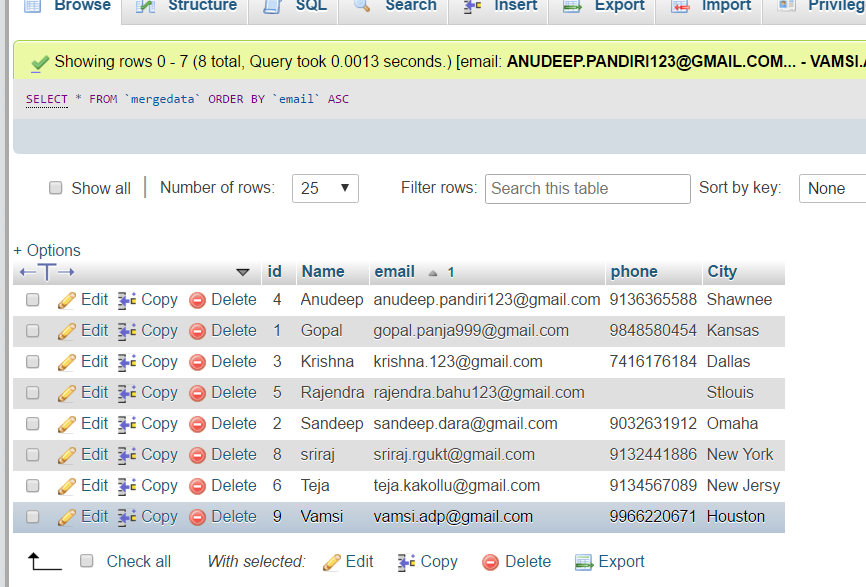 Browse Structure SQL Search Insert Export Import Privileg
Showing rows 0 - 7 (8 total, Query took 0.0013 seconds.) [email: ANUDEEP.PANDIRI123@GMAIL.COM... - VAMSI.A
SELECT * FROM `mergedata` ORDER BY `email` ASC
Show all Number of rows: 25 Filter rows: Search this table Sort by key: None
+ Options
←T→ id Name email 1 phone City
Edit Copy Delete 4 Anudeep anudeep.pandiri123@gmail.com 9136365588 Shawnee
Edit Copy Delete 1 Gopal gopal.panja999@gmail.com 9848580454 Kansas
Edit Copy Delete 3 Krishna krishna.123@gmail.com 7416176184 Dallas
Edit Copy Delete 5 Rajendra rajendra.bahu123@gmail.com Stlouis
Edit Copy Delete 2 Sandeep sandeep.dara@gmail.com 9032631912 Omaha
Edit Copy Delete 8 sriraj sriraj.rgukt@gmail.com 9132441886 New York
Edit Copy Delete 6 Teja teja.kakollu@gmail.com 9134567089 New Jersy
Edit Copy Delete 9 Vamsi vamsi.adp@gmail.com 9966220671 Houston
Check all With selected: Edit Copy Delete Export